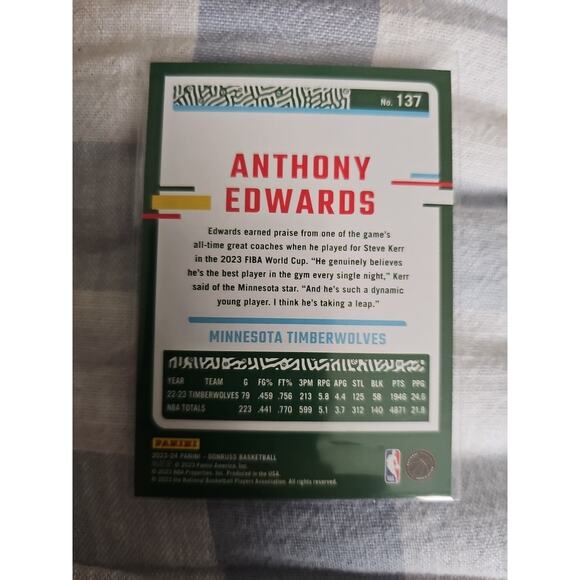 No. 137
ANTHONY
EDWARDS
Edwards earned praise from one of the game's
all-time great coaches when he played for Steve Kerr
in the 2023 FIBA World Cup. "He genuinely believes
he's the best player in the gym every single night," Kerr
said of the Minnesota star. "And he's such a dynamic
young player. I think he's taking a leap."
MINNESOTA TIMBERWOLVES
YEAR TEAM G FG% FT% 3PM RPG APG STL BLK PTS PPG
22-23 TIMBERWOLVES 79 .459 .756 213 5.8 4.4 125 58 1946 24.6
NBA TOTALS 223 .441 .770 599 5.1 3.7 312 140 4871 21.8
PANINI
2023-24 PANINI - DONRUSS BASKETBALL
© 2023 Panini America, Inc.
© 2023 NBA Properties, Inc. Produced in the USA.
© 2023 the National Basketball Players Association. All rights reserved.
NBA